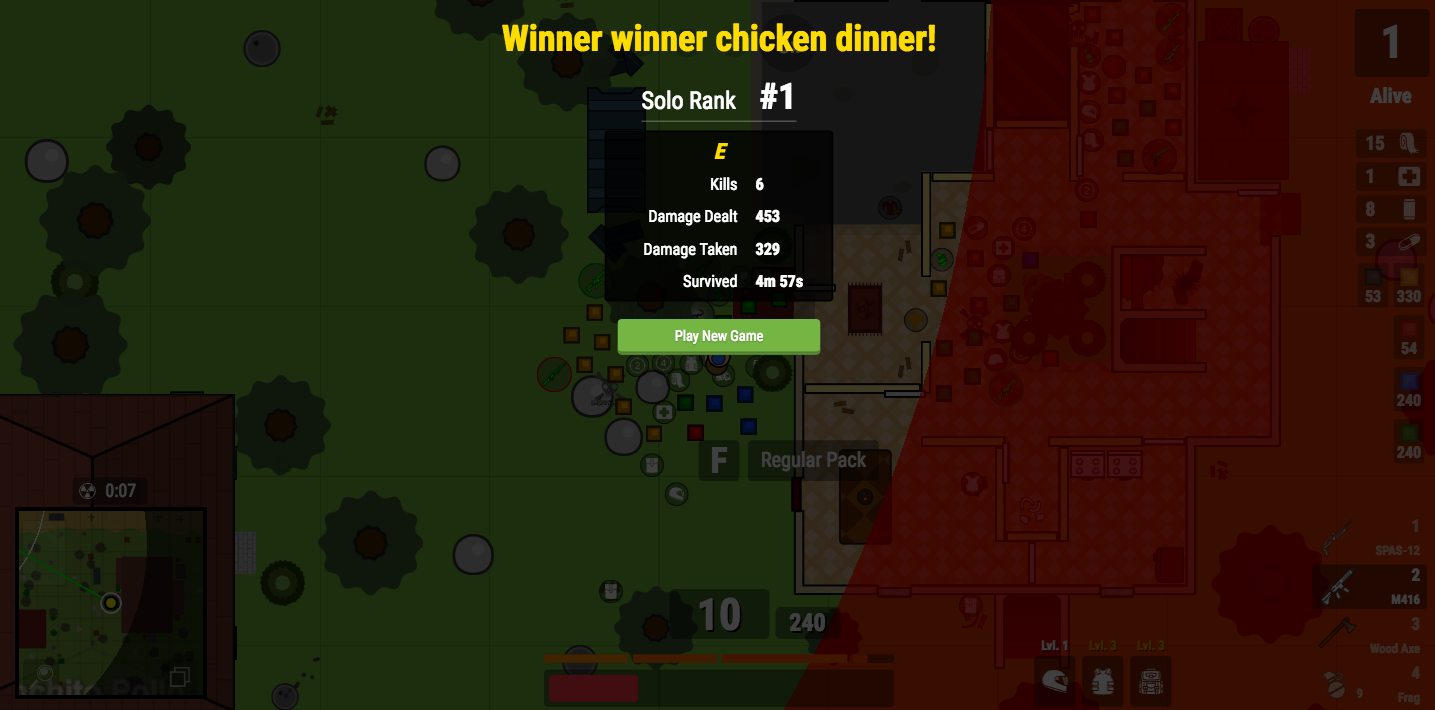 Winner winner chicken dinner!
Solo Rank #1
E
Kills 6
Damage Dealt 453
Damage Taken 329
Survived 4m 57s
Play New Game
1
Alive
15
1
8
3
53 330
54
240
240
F Regular Pack
0:07
10 240
1
SPAS-12
2
M416
3
Wood Axe
4
9 Frag
Lvl. 1 Lvl. 3 Lvl. 3